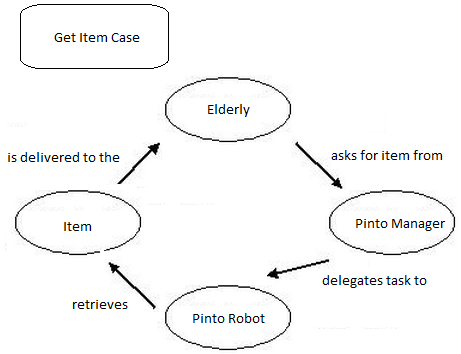 Get Item Case
Elderly
is delivered to the
asks for item from
Item
Pinto Manager
delegates task to
retrieves
Pinto Robot